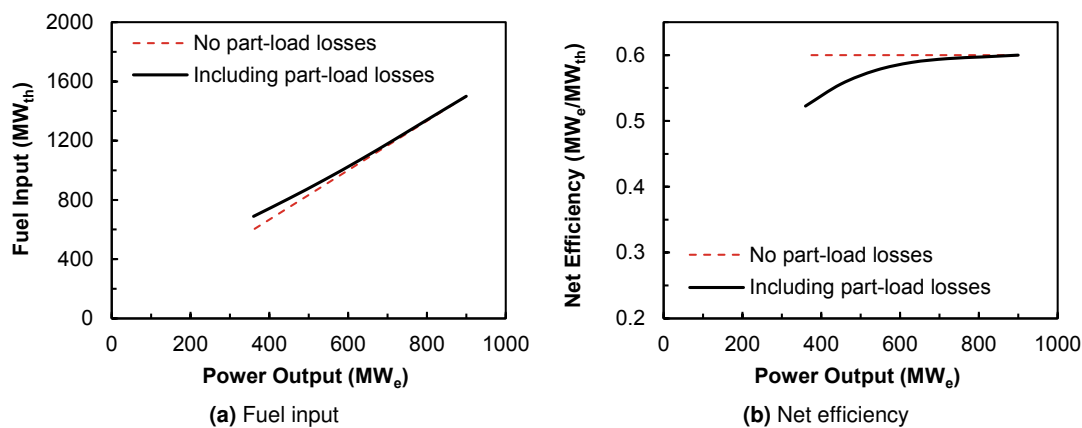 2000
1600
1200
800
400
0
Fuel Input (MWth)
No part-load losses
Including part-load losses
0 200 400 600 800 1000
Power Output (MWe)
(a) Fuel input
0.6
0.5
0.4
0.3
0.2
Net Efficiency (MWe/MWth)
No part-load losses
Including part-load losses
0 200 400 600 800 1000
Power Output (MWe)
(b) Net efficiency